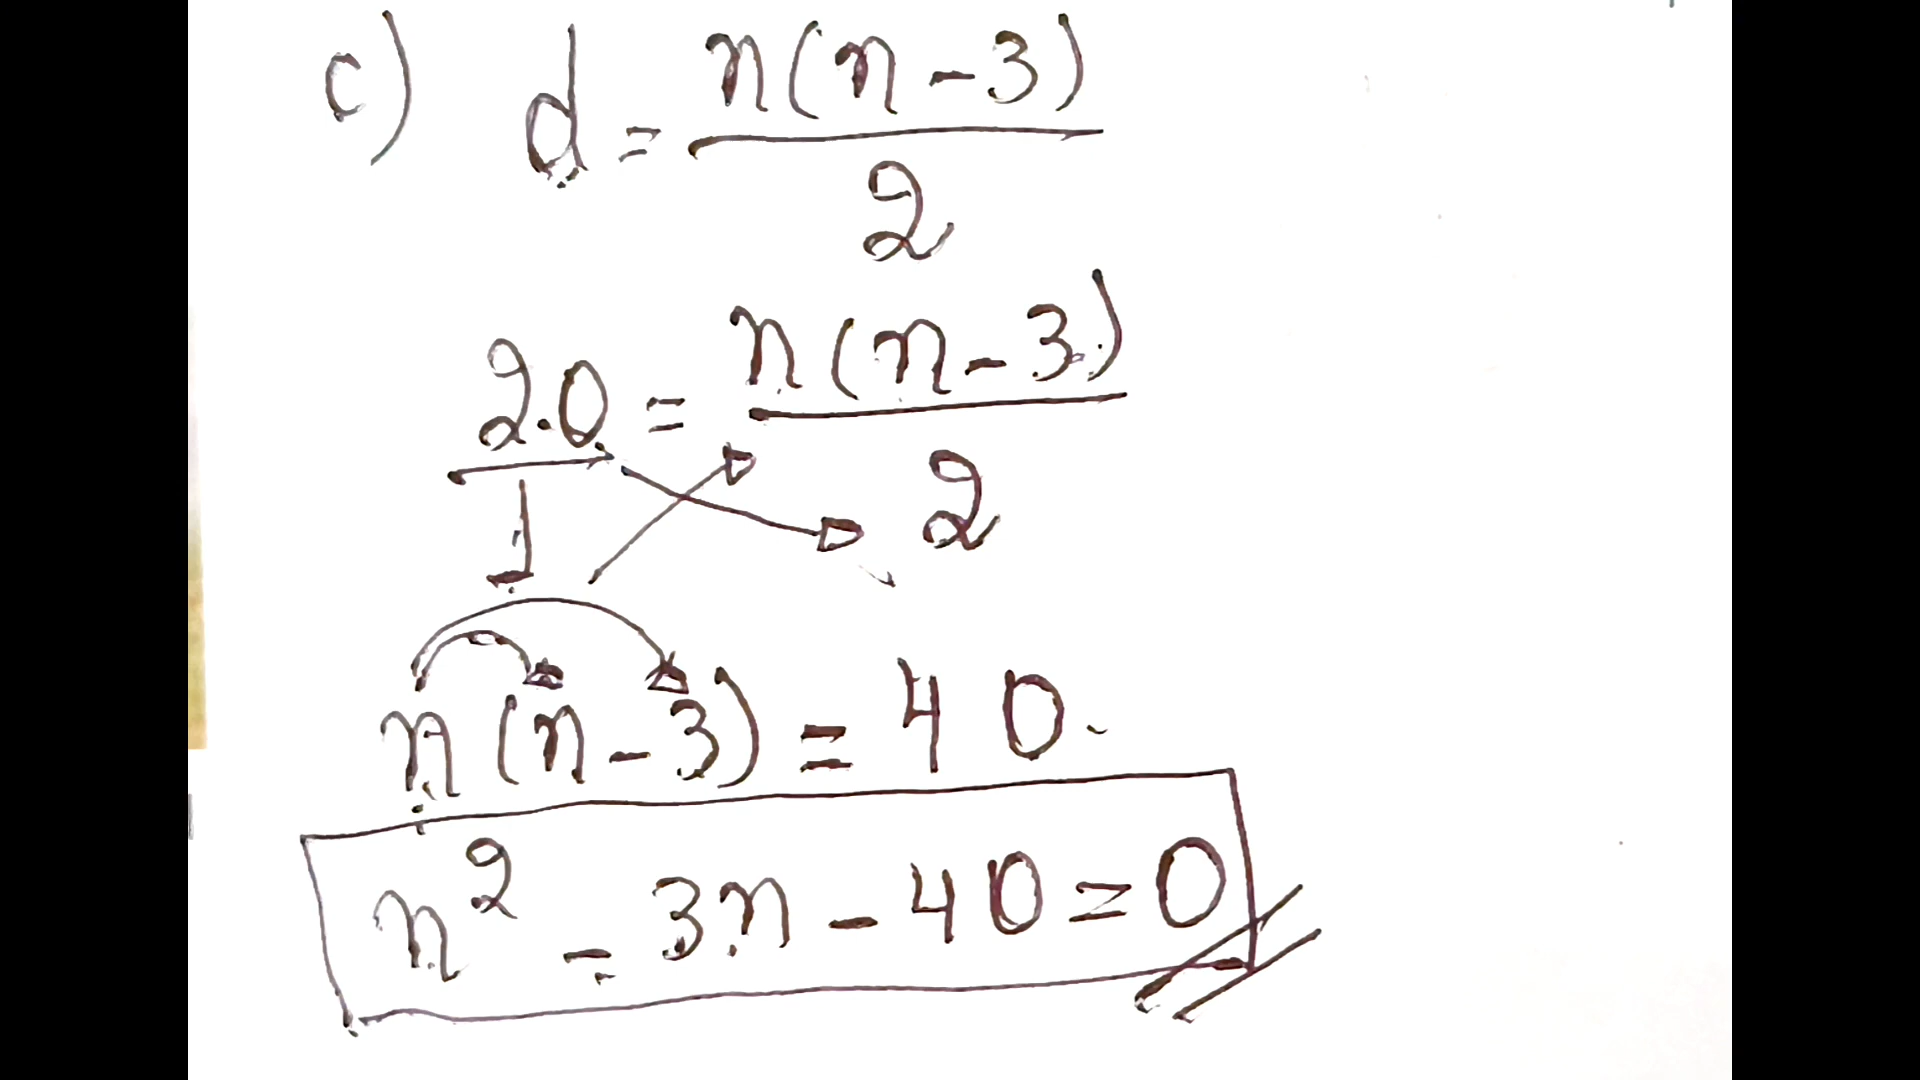 c) d = n(n-3)/2
20/1 = n(n-3)/2
n(n-3) = 40.
n² - 3n - 40 = 0